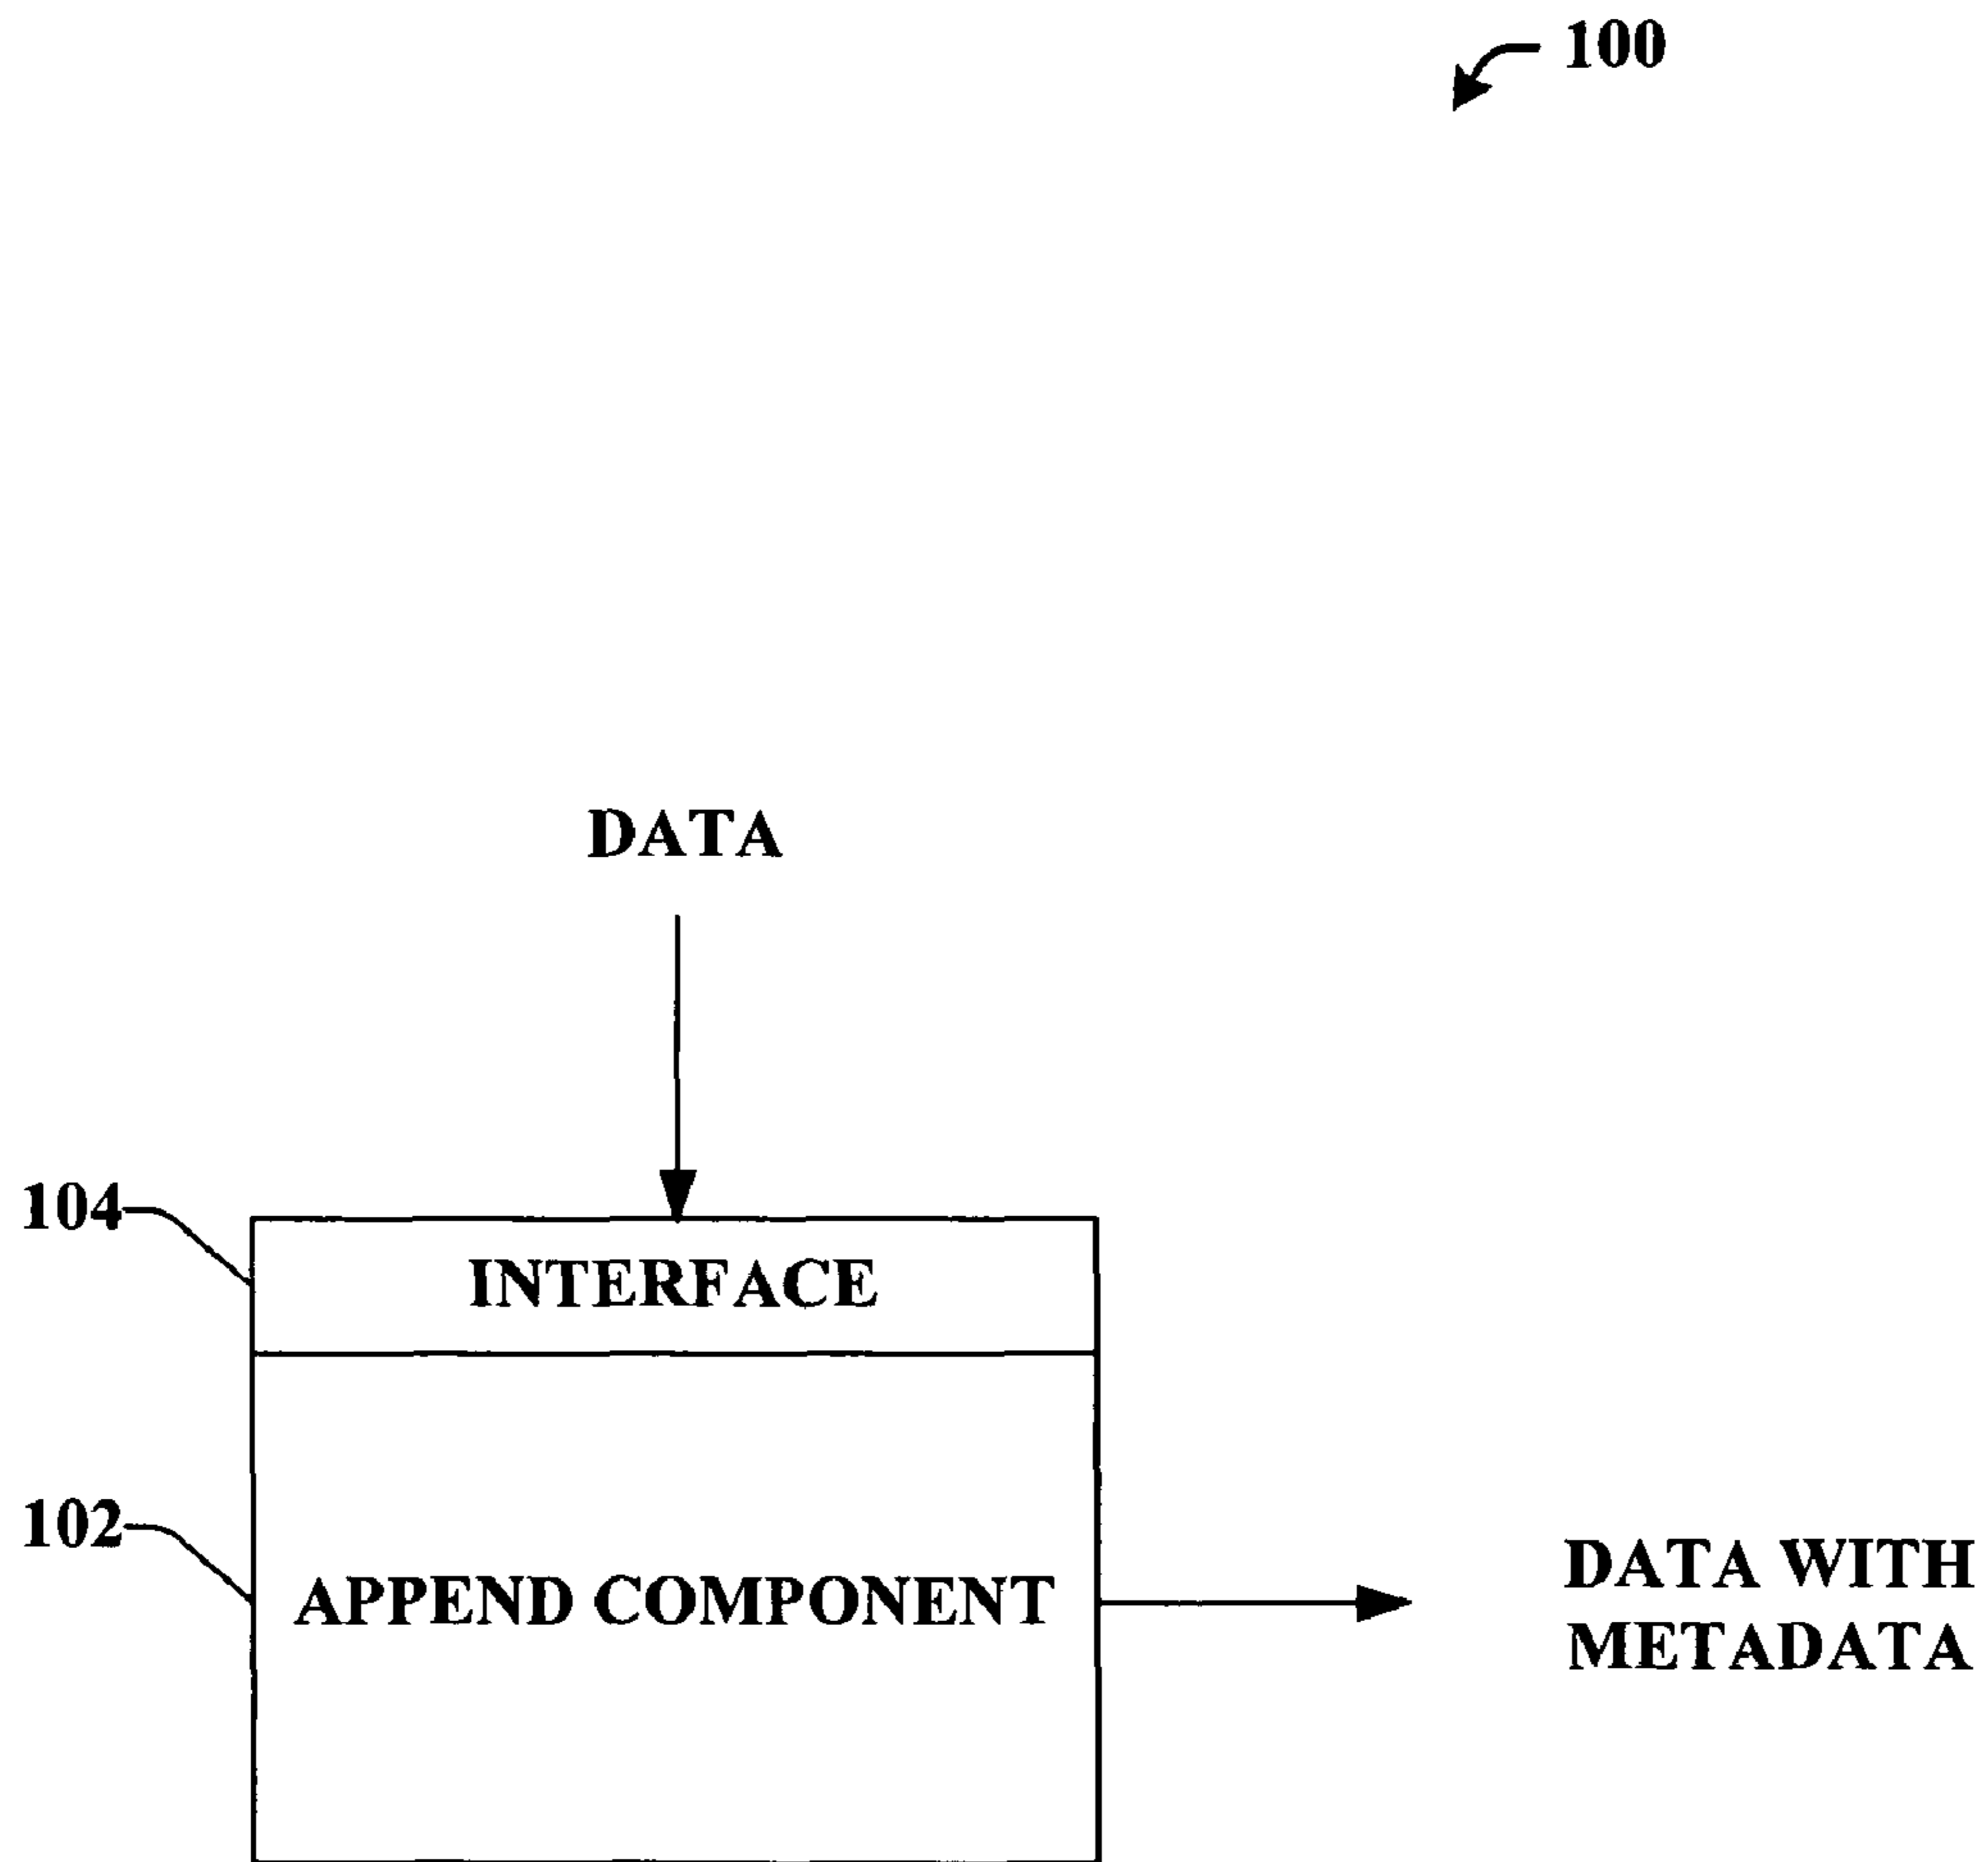 100
DATA
104
INTERFACE
102
APPEND COMPONENT
DATA WITH
METADATA